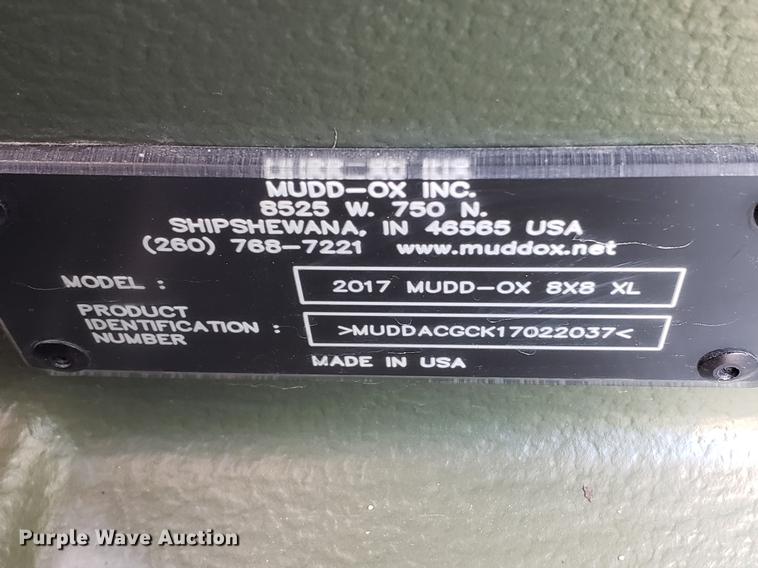 MUDD-OX INC.
8525 W. 750 N.
SHIPSHEWANA, IN 46565 USA
(260) 768-7221 www.muddox.net
MODEL : 2017 MUDD-OX 8X8 XL
PRODUCT
IDENTIFICATION : >MUDDACGCK17022037<
NUMBER
MADE IN USA
Purple Wave Auction